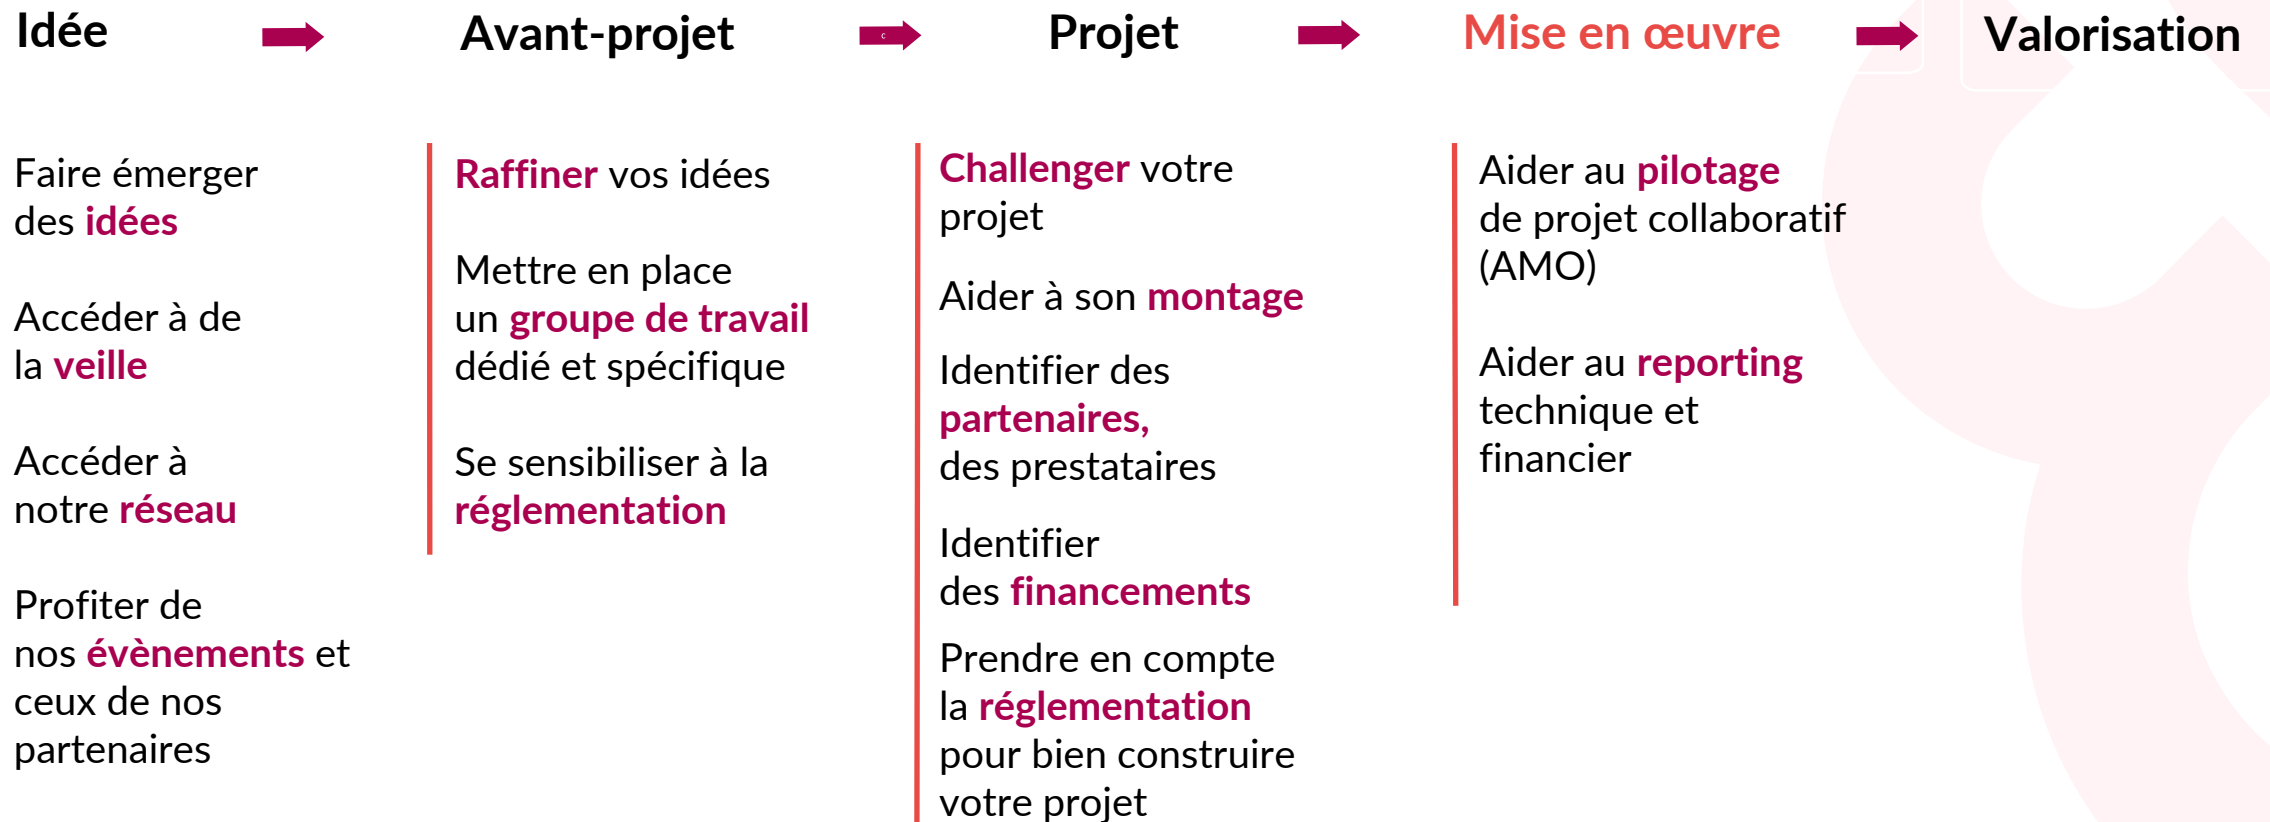 Idée
Avant-projet
c
Projet
Mise en œuvre
Valorisation
Faire émerger
des idées
Accéder à de
la veille
Accéder à
notre réseau
Profiter de
nos évènements et
ceux de nos
partenaires
Raffiner vos idées
Mettre en place
un groupe de travail
dédié et spécifique
Se sensibiliser à la
réglementation
Challenger votre
projet
Aider à son montage
Identifier des
partenaires,
des prestataires
Identifier
des financements
Prendre en compte
la réglementation
pour bien construire
votre projet
Aider au pilotage
de projet collaboratif
(AMO)
Aider au reporting
technique et
financier